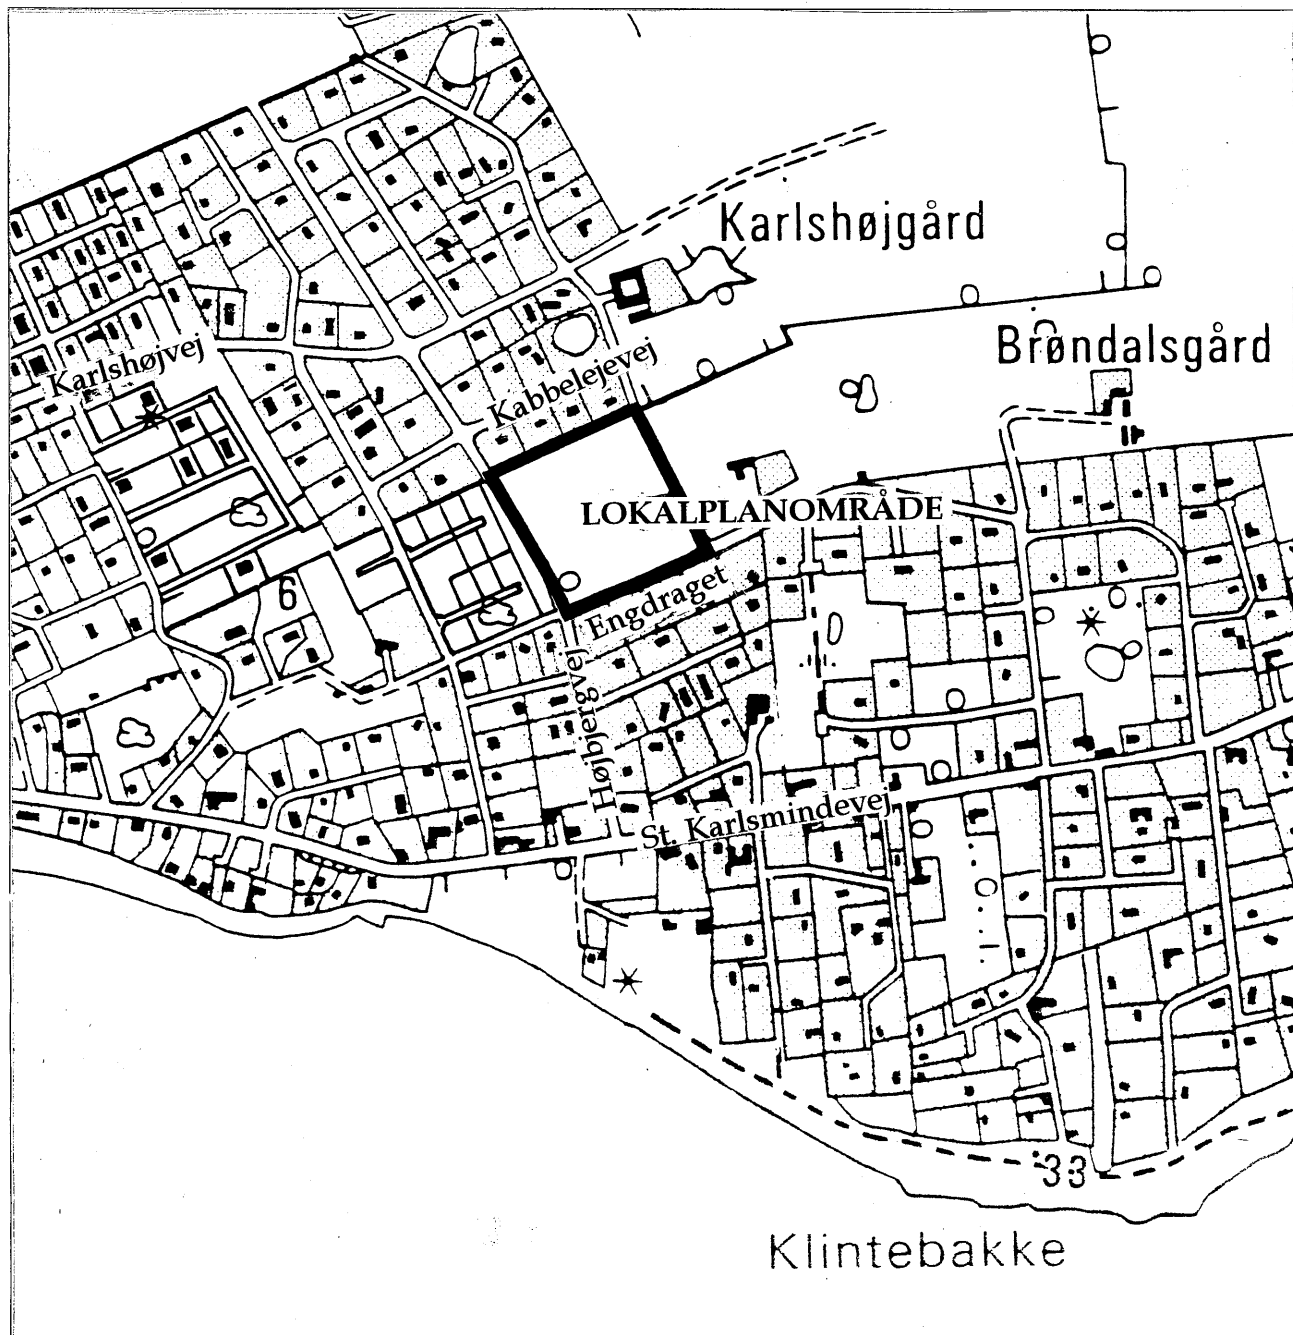 Karlshøjgård
Brøndalsgård
Karlshøjvej
Kabbelejevej
LOKALPLANOMRÅDE
6
Engdraget
Højbjergvej
St. Karlsmindevej
33
Klintebakke